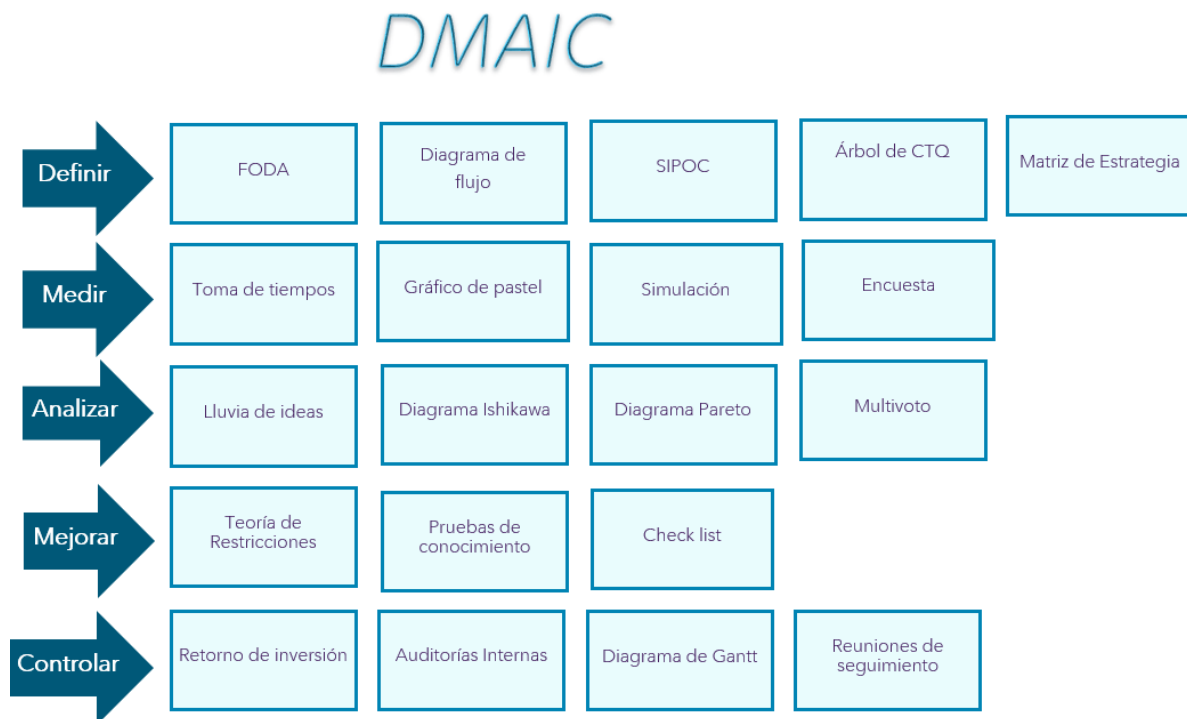 DMAIC
Definir
FODA
Diagrama de
flujo
SIPOC
Árbol de CTQ
Matriz de Estrategia
Medir
Toma de tiempos
Gráfico de pastel
Simulación
Encuesta
Analizar
Lluvia de ideas
Diagrama Ishikawa
Diagrama Pareto
Multivoto
Mejorar
Teoría de
Restricciones
Pruebas de
conocimiento
Check list
Controlar
Retorno de inversión
Auditorías Internas
Diagrama de Gantt
Reuniones de
seguimiento